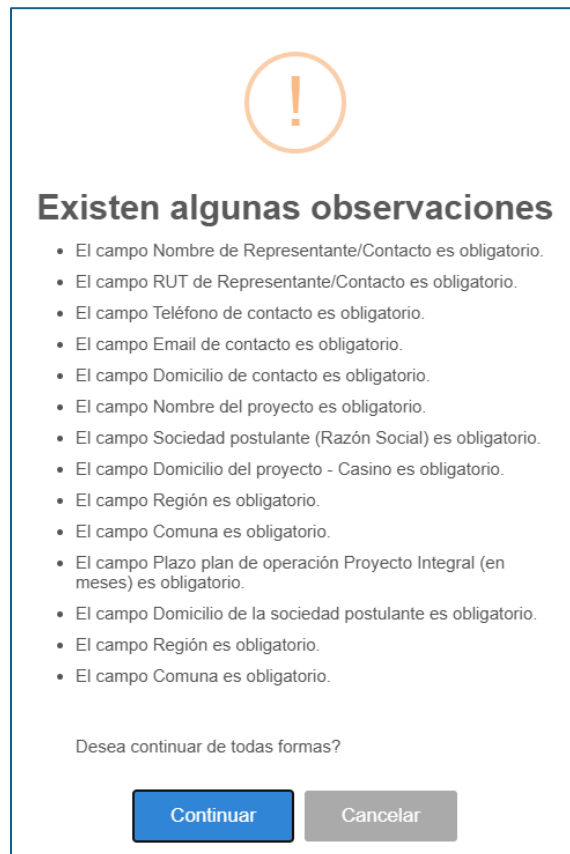 !
Existen algunas observaciones
• El campo Nombre de Representante/Contacto es obligatorio.
• El campo RUT de Representante/Contacto es obligatorio.
• El campo Teléfono de contacto es obligatorio.
• El campo Email de contacto es obligatorio.
• El campo Domicilio de contacto es obligatorio.
• El campo Nombre del proyecto es obligatorio.
• El campo Sociedad postulante (Razón Social) es obligatorio.
• El campo Domicilio del proyecto - Casino es obligatorio.
• El campo Región es obligatorio.
• El campo Comuna es obligatorio.
• El campo Plazo plan de operación Proyecto Integral (en
meses) es obligatorio.
• El campo Domicilio de la sociedad postulante es obligatorio.
• El campo Región es obligatorio.
• El campo Comuna es obligatorio.
Desea continuar de todas formas?
Continuar Cancelar